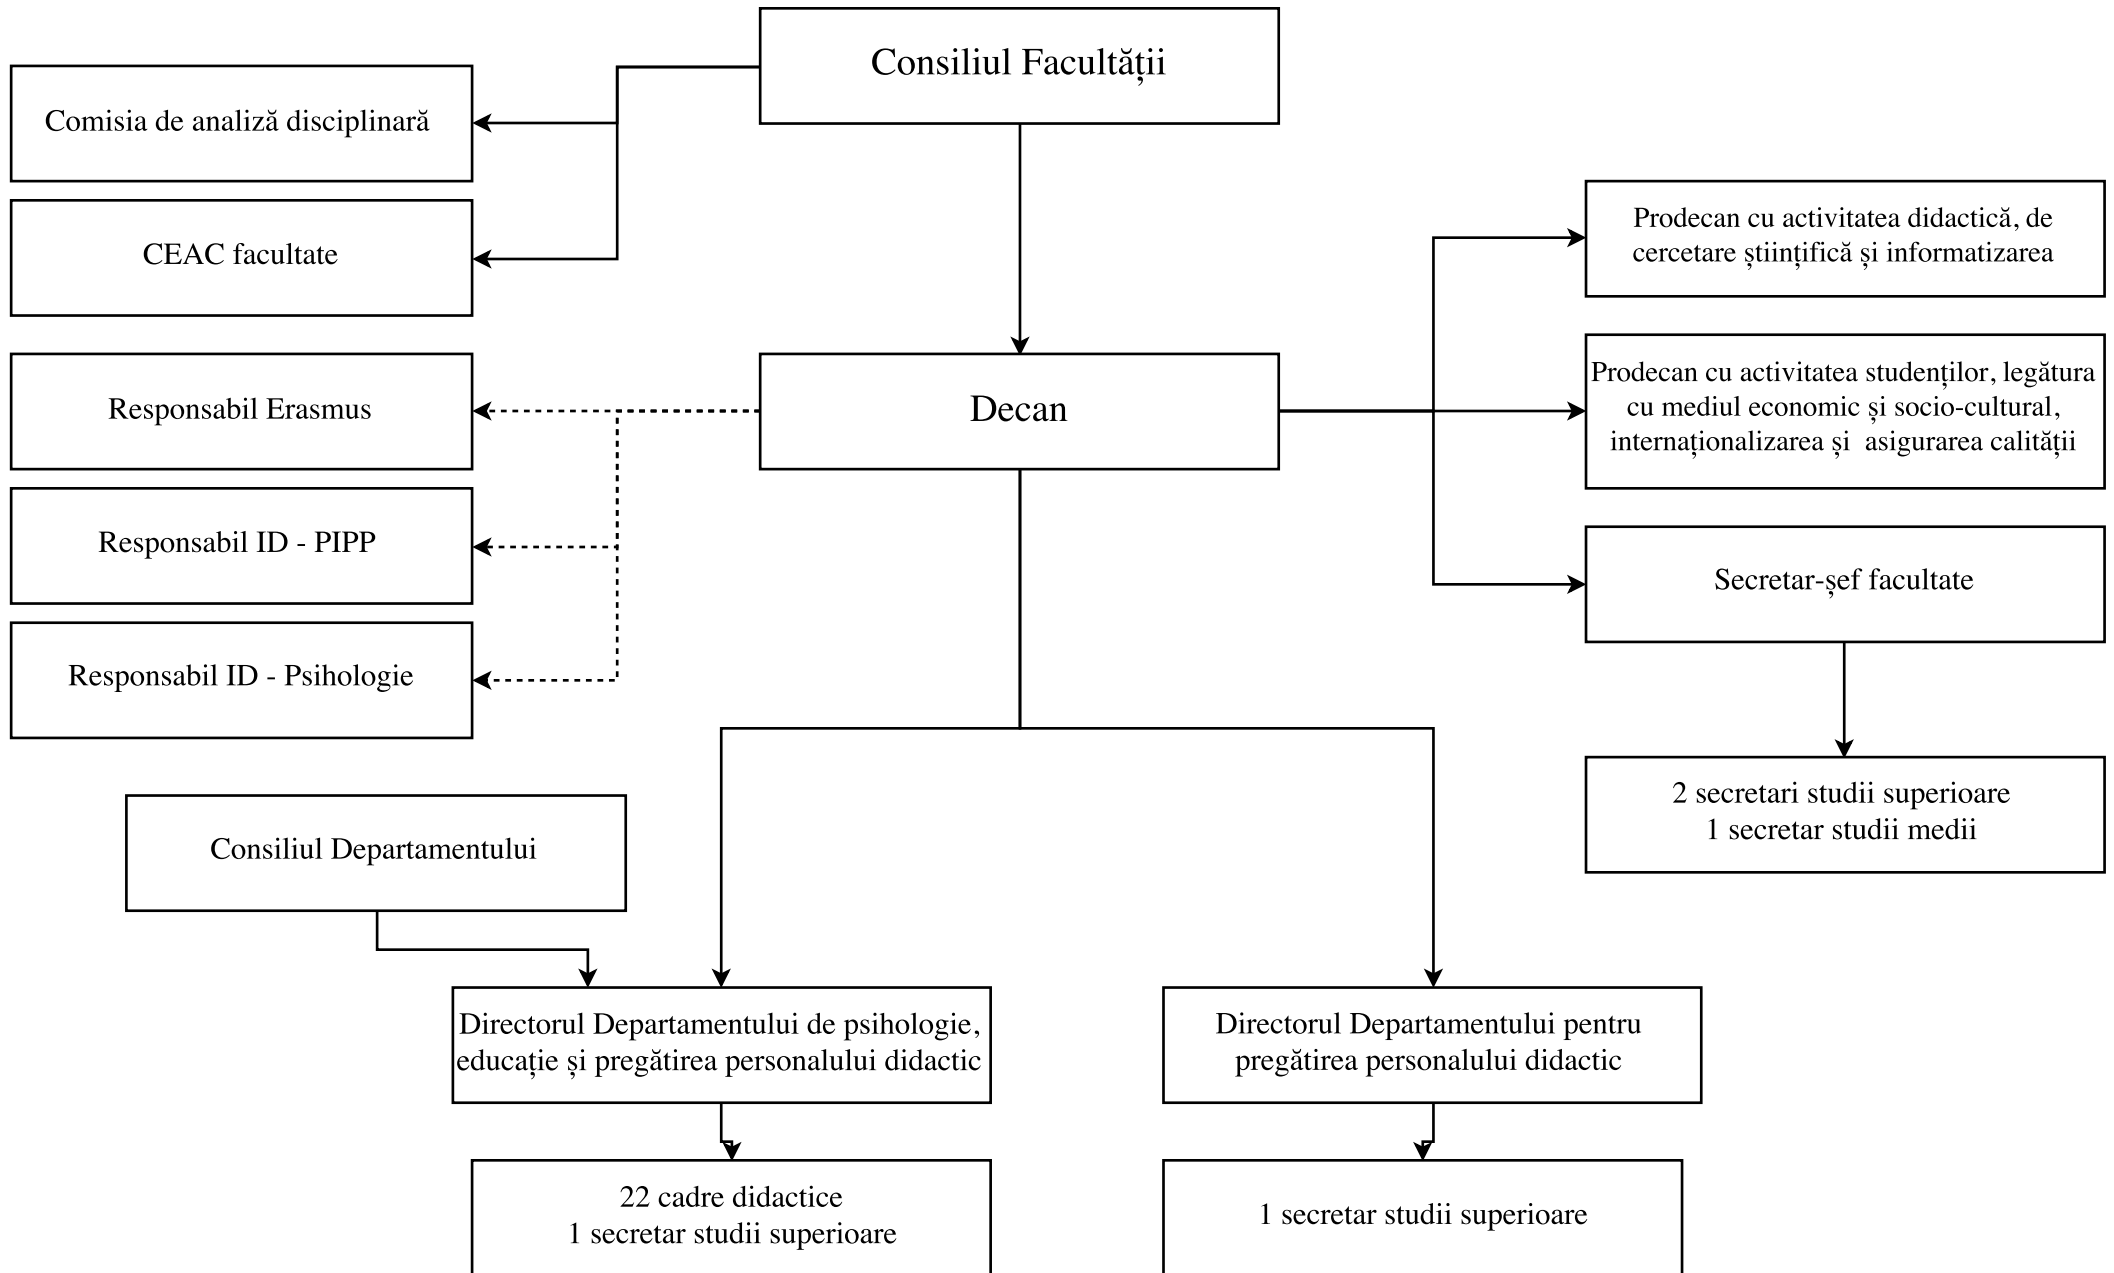 Consiliul Facultății
Comisia de analiză disciplinară
CEAC facultate
Prodecan cu activitatea didactică, de
cercetare științifică și informatizarea
Responsabil Erasmus
Decan
Prodecan cu activitatea studenților, legătura
cu mediul economic și socio-cultural,
internaționalizarea și  asigurarea calității
Responsabil ID - PIPP
Secretar-șef facultate
Responsabil ID - Psihologie
2 secretari studii superioare
1 secretar studii medii
Consiliul Departamentului
Directorul Departamentului de psihologie,
educație și pregătirea personalului didactic
Directorul Departamentului pentru
pregătirea personalului didactic
22 cadre didactice
1 secretar studii superioare
1 secretar studii superioare